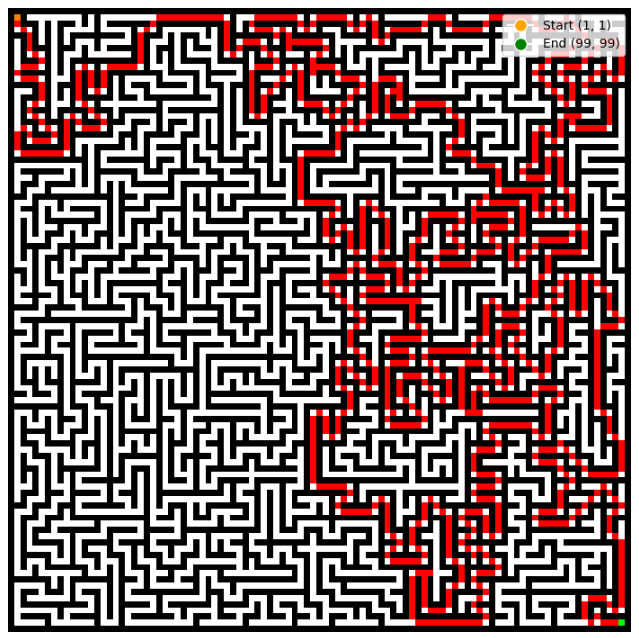 Start (1, 1)
End (99, 99)